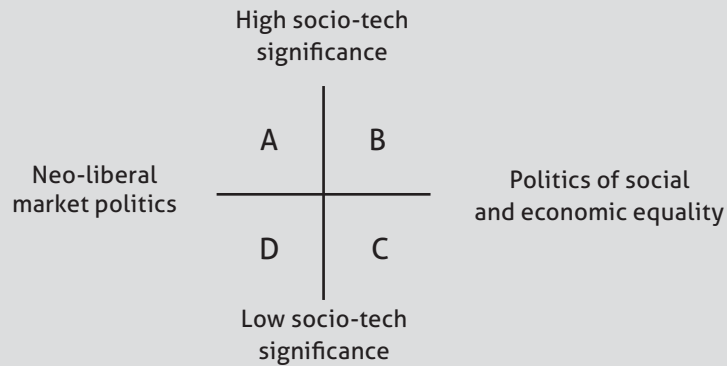 High socio-tech
significance
A B
Neo-liberal
market politics
Politics of social
and economic equality
D C
Low socio-tech
significance